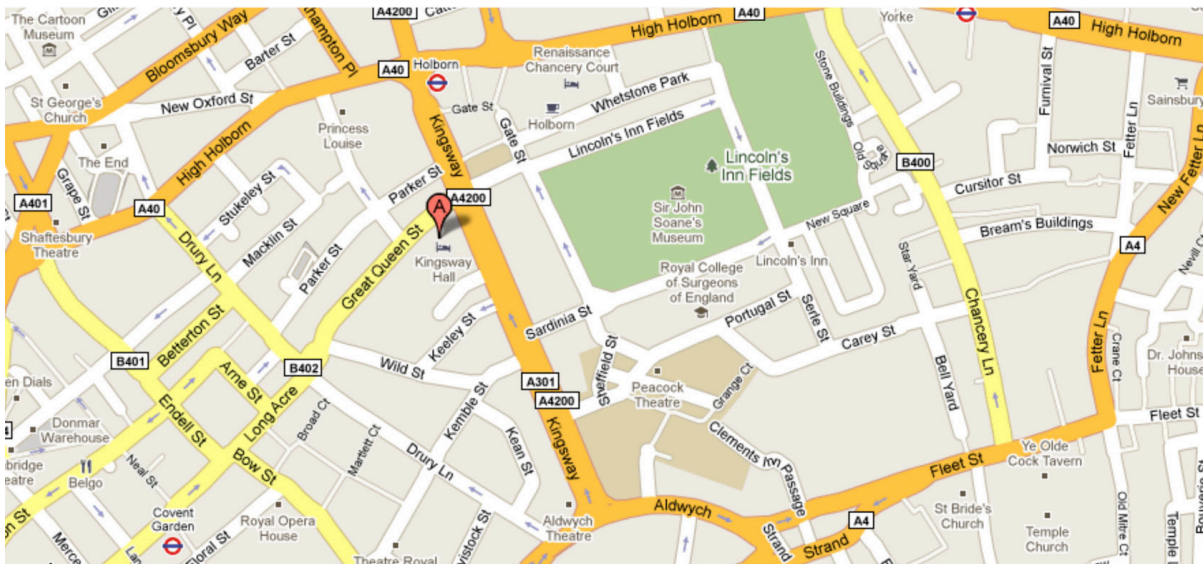 The Cartoon
Museum
Bloomsbury Way
Barter St
A4200
A40
High Holborn
Yorke
A40
High Holborn
Renaissance
Chancery Court
A40
Holborn
St George's
Church
New Oxford St
Princess
Louise
Gate St
Gate St
Holborn
Whetstone Park
Stone Buildings
Furnival St
Fetter Ln
Sainsbury
The End
High Holborn
Kingsway
Lincoln's Inn Fields
Lincoln's
Inn Fields
Old Sq
B400
Norwich St
Cursitor St
New Fetter Ln
Grape St
A401
A40
Stukeley St
Parker St
A4200
A
Sir John
Soane's
Museum
New Square
Bream's Buildings
A4
Shaftesbury
Theatre
Drury Ln
Macklin St
Parker St
Great Queen St
Kingsway
Hall
Royal College
of Surgeons
of England
Lincoln's Inn
Star Yard
Chancery Ln
Betterton St
Keeley St
Sardinia St
Portugal St
Serle St
Carey St
Fetter Ln
Crane Ct
B401
B402
Wild St
Sheffield St
Bell Yard
Dr. Johns
House
Arne St
A301
A4200
Peacock
Theatre
Grange Ct
Endell St
Long Acre
Broad Ct
Kemble St
Donmar
Warehouse
Martlett Ct
Kean St
Kingsway
Clements Inn Passage
Fleet St
Bow St
Drury Ln
Fleet St
Ye Olde
Cock Tavern
Belgo
Neal St
Covent
Garden
Royal Opera
House
Aldwych
Theatre
Aldwych
Strand
A4
Strand
St Bride's
Church
Temple
Church
Old Mitre Ct
Floral St
Theatre Royal